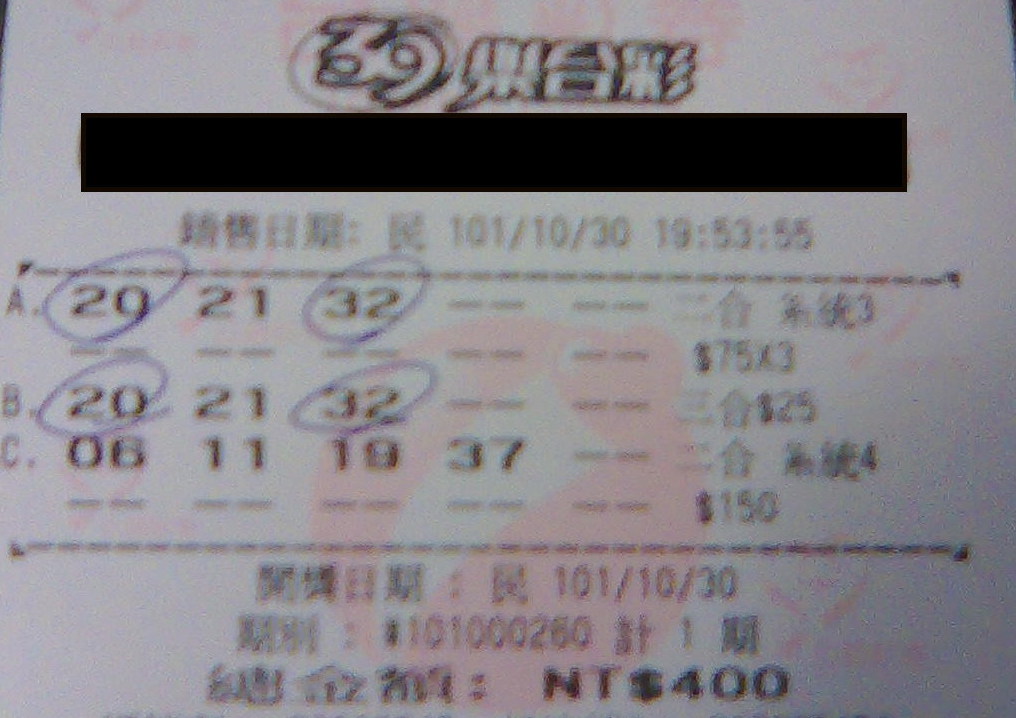 39樂合彩
銷售日期: 民 101/10/30 19:53:55
A. 20 21 32 -- -- 二合 系統3
-- -- -- -- -- $75X3
B. 20 21 32 -- -- 三合$25
C. 06 11 19 37 -- 二合 系統4
-- -- -- -- -- $150
開獎日期 : 民 101/10/30
期別 : #101000260 計 1 期
總金額: NT$400